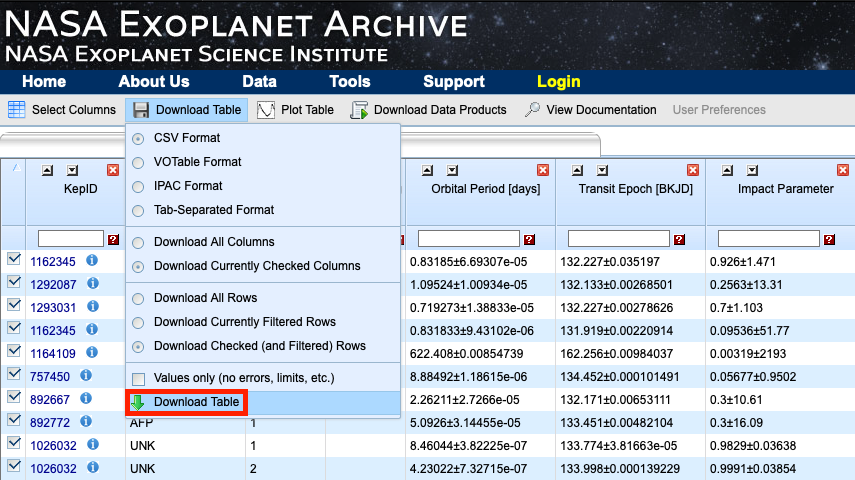 NASA EXOPLANET ARCHIVE
NASA EXOPLANET SCIENCE INSTITUTE
Home About Us Data Tools Support Login
Select Columns Download Table Plot Table Download Data Products View Documentation User Preferences
CSV Format
VOTable Format
IPAC Format
Tab-Separated Format
Download All Columns
Download Currently Checked Columns
Download All Rows
Download Currently Filtered Rows
Download Checked (and Filtered) Rows
Values only (no errors, limits, etc.)
Download Table
KepID Orbital Period [days] Transit Epoch [BKJD] Impact Parameter
1162345 0.83185±6.69307e-05 132.227±0.035197 0.926±1.471
1292087 1.09524±1.00934e-05 132.133±0.00268501 0.2563±13.31
1293031 0.719273±1.38833e-05 132.227±0.00278626 0.7±1.103
1162345 0.831833±9.43102e-06 131.919±0.00220914 0.09536±51.77
1164109 622.408±0.00854739 162.256±0.00984037 0.00319±2193
757450 8.88492±1.18615e-06 134.452±0.000101491 0.05677±0.9502
892667 2.26211±2.7266e-05 132.171±0.00653111 0.3±10.61
892772 AFP 1 5.0926±3.14455e-05 133.451±0.00482104 0.3±16.09
1026032 UNK 1 8.46044±3.82225e-07 133.774±3.81663e-05 0.9829±0.03638
1026032 UNK 2 4.23022±7.32715e-07 133.998±0.000139229 0.9991±0.03854